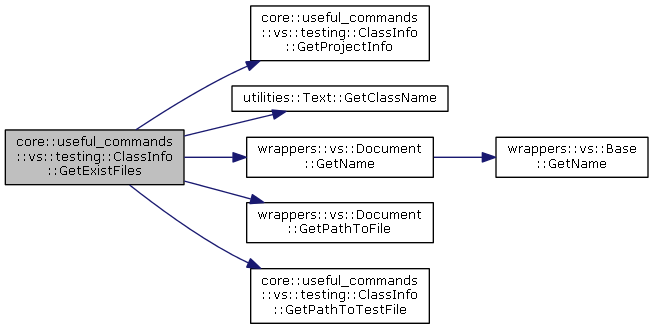 core::useful_commands
::vs::testing::ClassInfo
::GetProjectInfo
utilities::Text::GetClassName
core::useful_commands
::vs::testing::ClassInfo
::GetExistFiles
wrappers::vs::Document
::GetName
wrappers::vs::Base
::GetName
wrappers::vs::Document
::GetPathToFile
core::useful_commands
::vs::testing::ClassInfo
::GetPathToTestFile